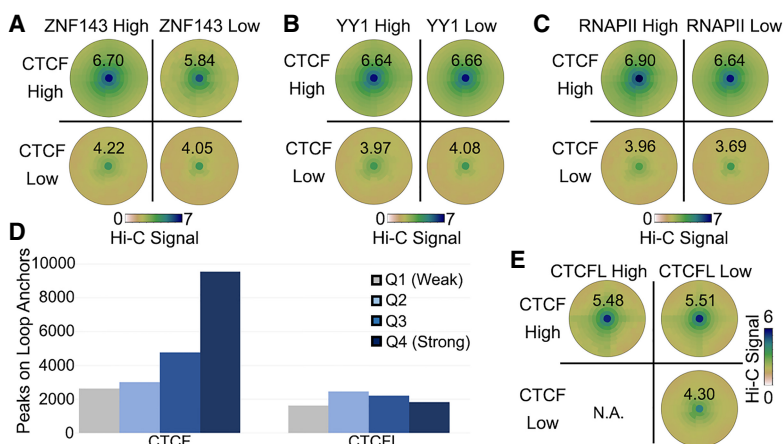 A
ZNF143 High ZNF143 Low
CTCF High
6.70 5.84
CTCF Low
4.22 4.05
0 7
Hi-C Signal
B
YY1 High YY1 Low
CTCF High
6.64 6.66
CTCF Low
3.97 4.08
0 7
Hi-C Signal
C
RNAPII High RNAPII Low
CTCF High
6.90 6.64
CTCF Low
3.96 3.69
0 7
Hi-C Signal
D
Peaks on Loop Anchors
10000
8000
6000
4000
2000
0
Q1 (Weak)
Q2
Q3
Q4 (Strong)
CTCF CTCFL
E
CTCFL High CTCFL Low
CTCF High
5.48 5.51
CTCF Low
N.A. 4.30
6
Hi-C Signal
0